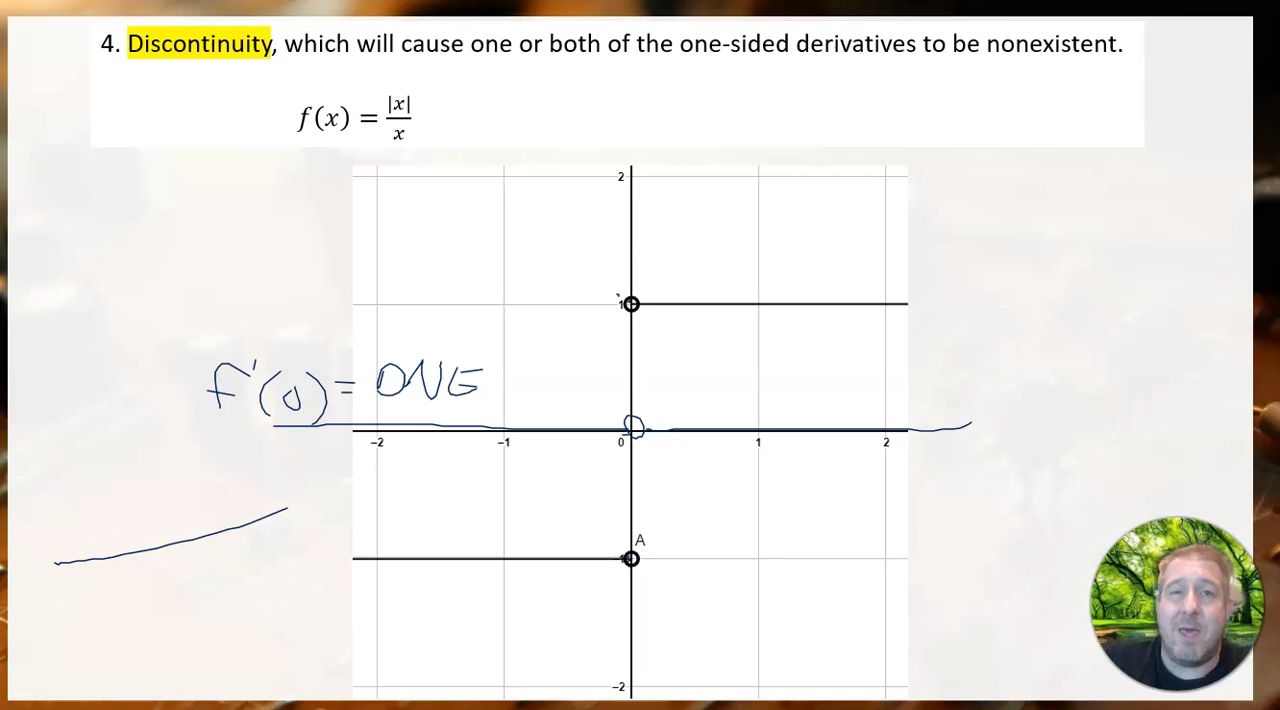 4. Discontinuity, which will cause one or both of the one-sided derivatives to be nonexistent.
f(x) = |x|/x
2
1
f'(0) = DNE
-2 -1 0 1 2
A
-2